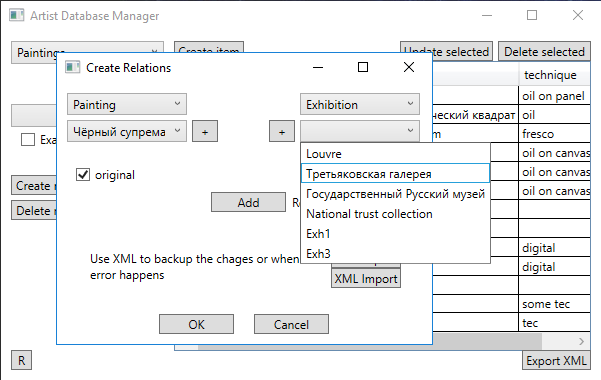 Artist Database Manager
Paintings
Create item
Update selected
Delete selected
Create Relations
technique
Painting
Exhibition
oil on panel
Чёрный супрема
+
+
ческий квадрат
oil
Exa
fresco
Louvre
original
Третьяковская галерея
oil on canvas
oil on canvas
Государственный Русский музей
oil on canvas
Create
Add
National trust collection
Delete
Exh1
Exh3
digital
Use XML to backup the chages or when
error happens
digital
XML Import
some tec
OK
Cancel
tec
R
Export XML